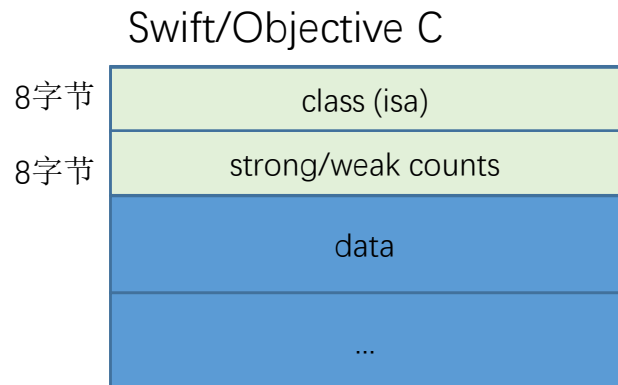 Swift/Objective C
8字节
class (isa)
8字节
strong/weak counts
data
...